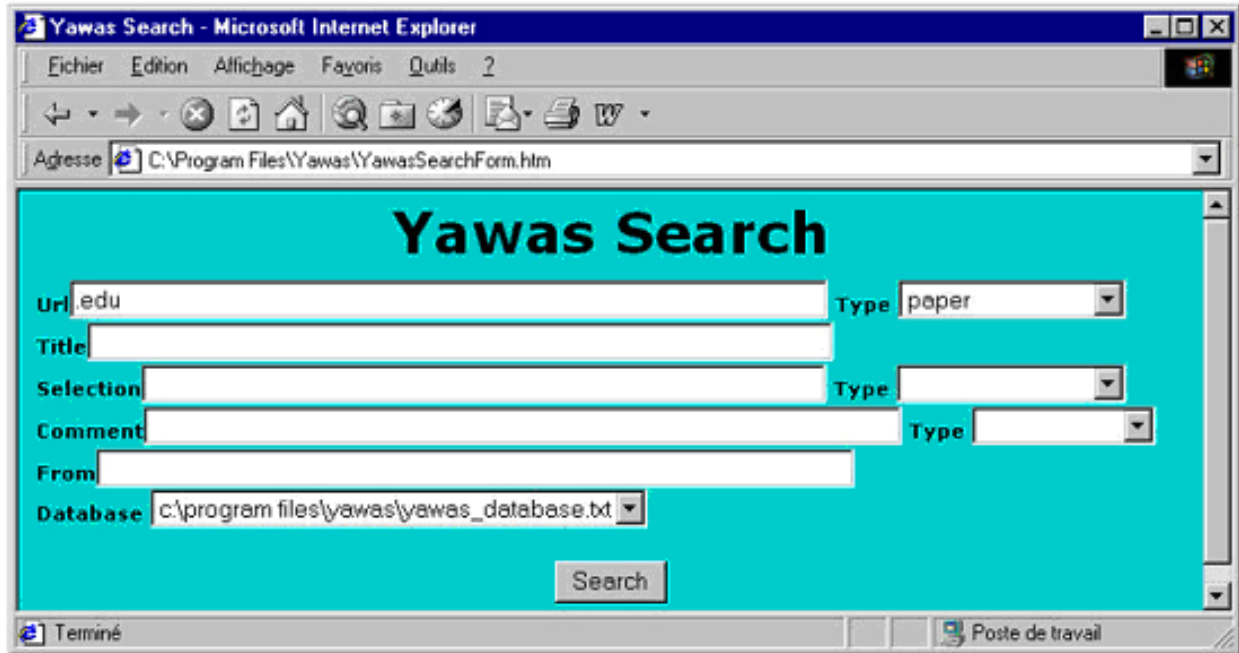 Yawas Search - Microsoft Internet Explorer
Fichier Edition Affichage Favoris Outils ?
W
Adresse C:\Program Files\Yawas\YawasSearchForm.htm
Yawas Search
Url .edu Type paper
Title
Selection Type
Comment Type
From
Database c:\program files\yawas\yawas_database.txt
Search
Terminé Poste de travail